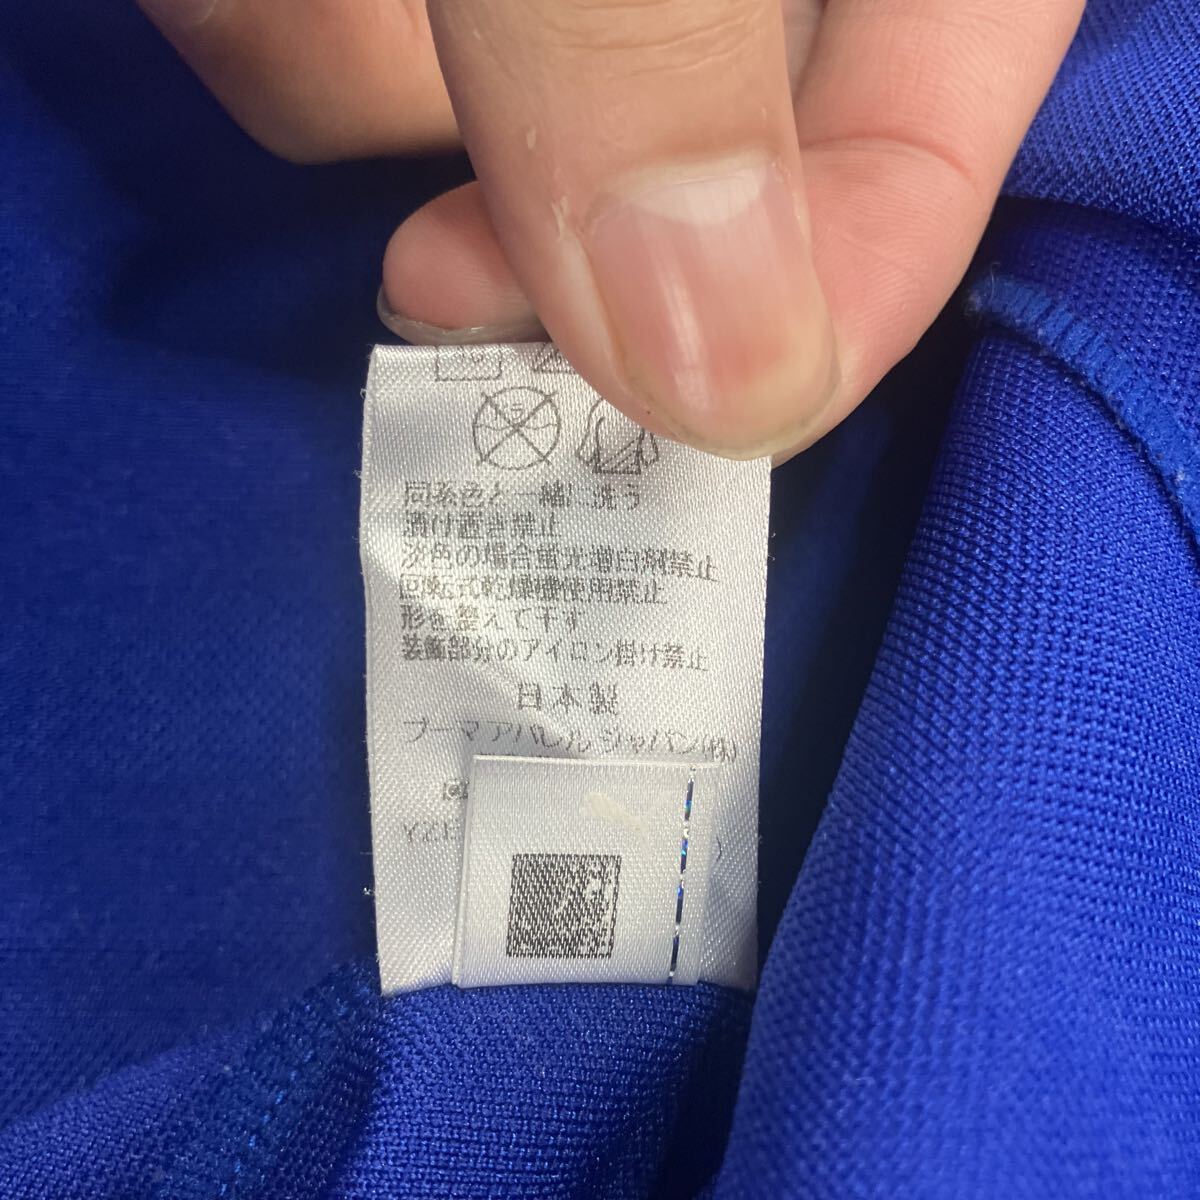 同系色と一緒に洗う
漬け置き禁止
淡色の場合蛍光増白剤禁止
回転式乾燥機使用禁止
形を整えて干す
装飾部分のアイロン掛け禁止
日本製
プーマ アパレル ジャパン(株)